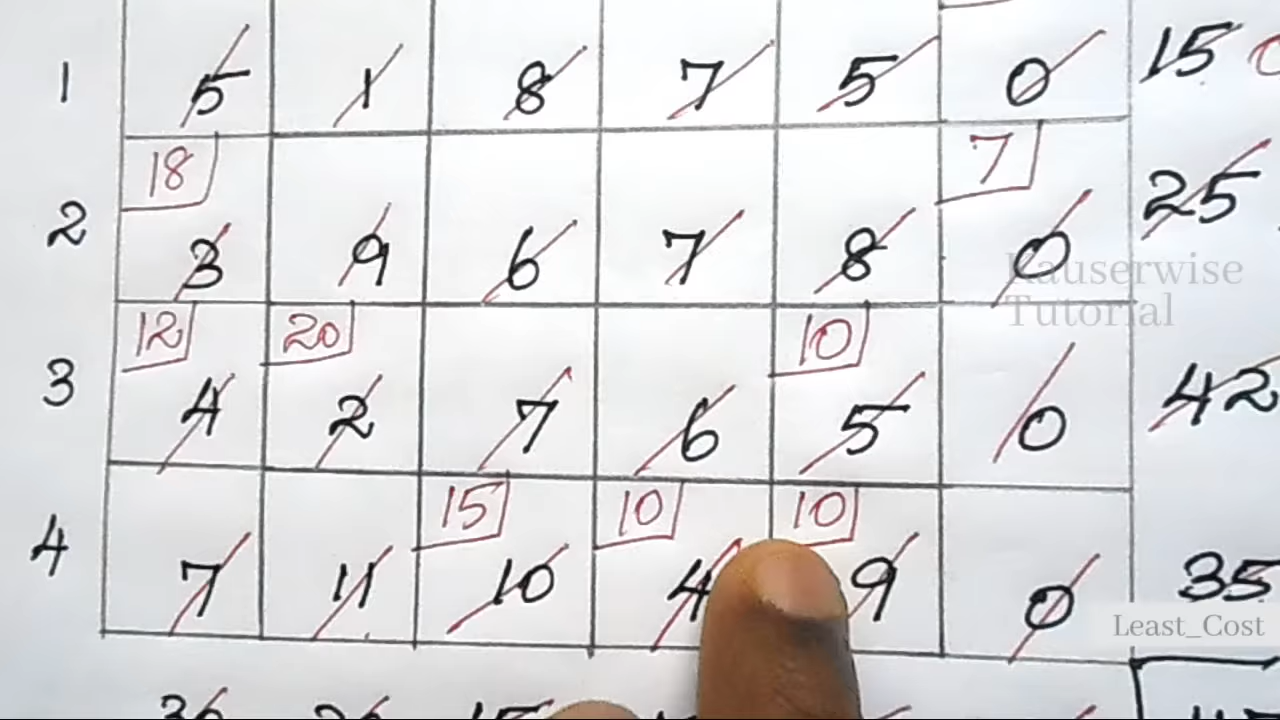 1 5 1 8 7 5 0 15
18 7
2 3 9 6 7 8 0 25
Kauserwise
Tutorial
12 20 10
3 4 2 7 6 5 0 42
15 10 10
4 7 11 10 4 9 0 35
Least_Cost